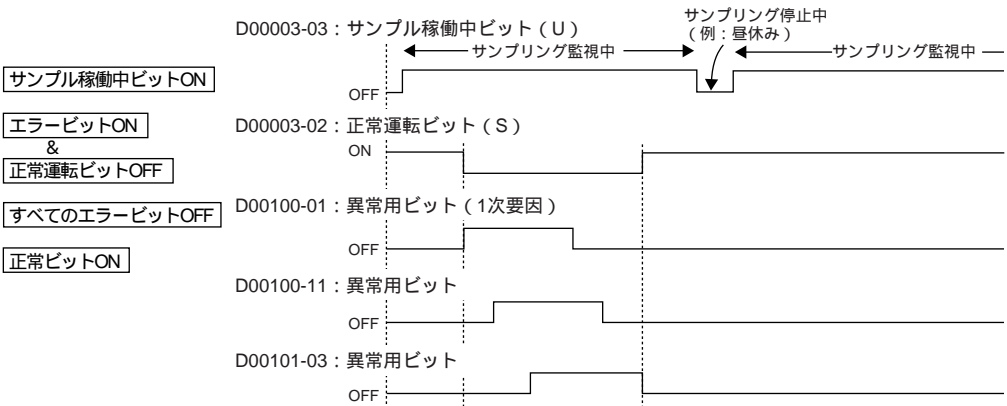 D00003-03：サンプル稼働中ビット（U）
サンプリング停止中
（例：昼休み）
サンプリング監視中
サンプリング監視中
サンプル稼働中ビットON
OFF
エラービットON
&
正常運転ビットOFF
D00003-02：正常運転ビット（S）
ON
すべてのエラービットOFF
D00100-01：異常用ビット（1次要因）
OFF
正常ビットON
D00100-11：異常用ビット
OFF
D00101-03：異常用ビット
OFF